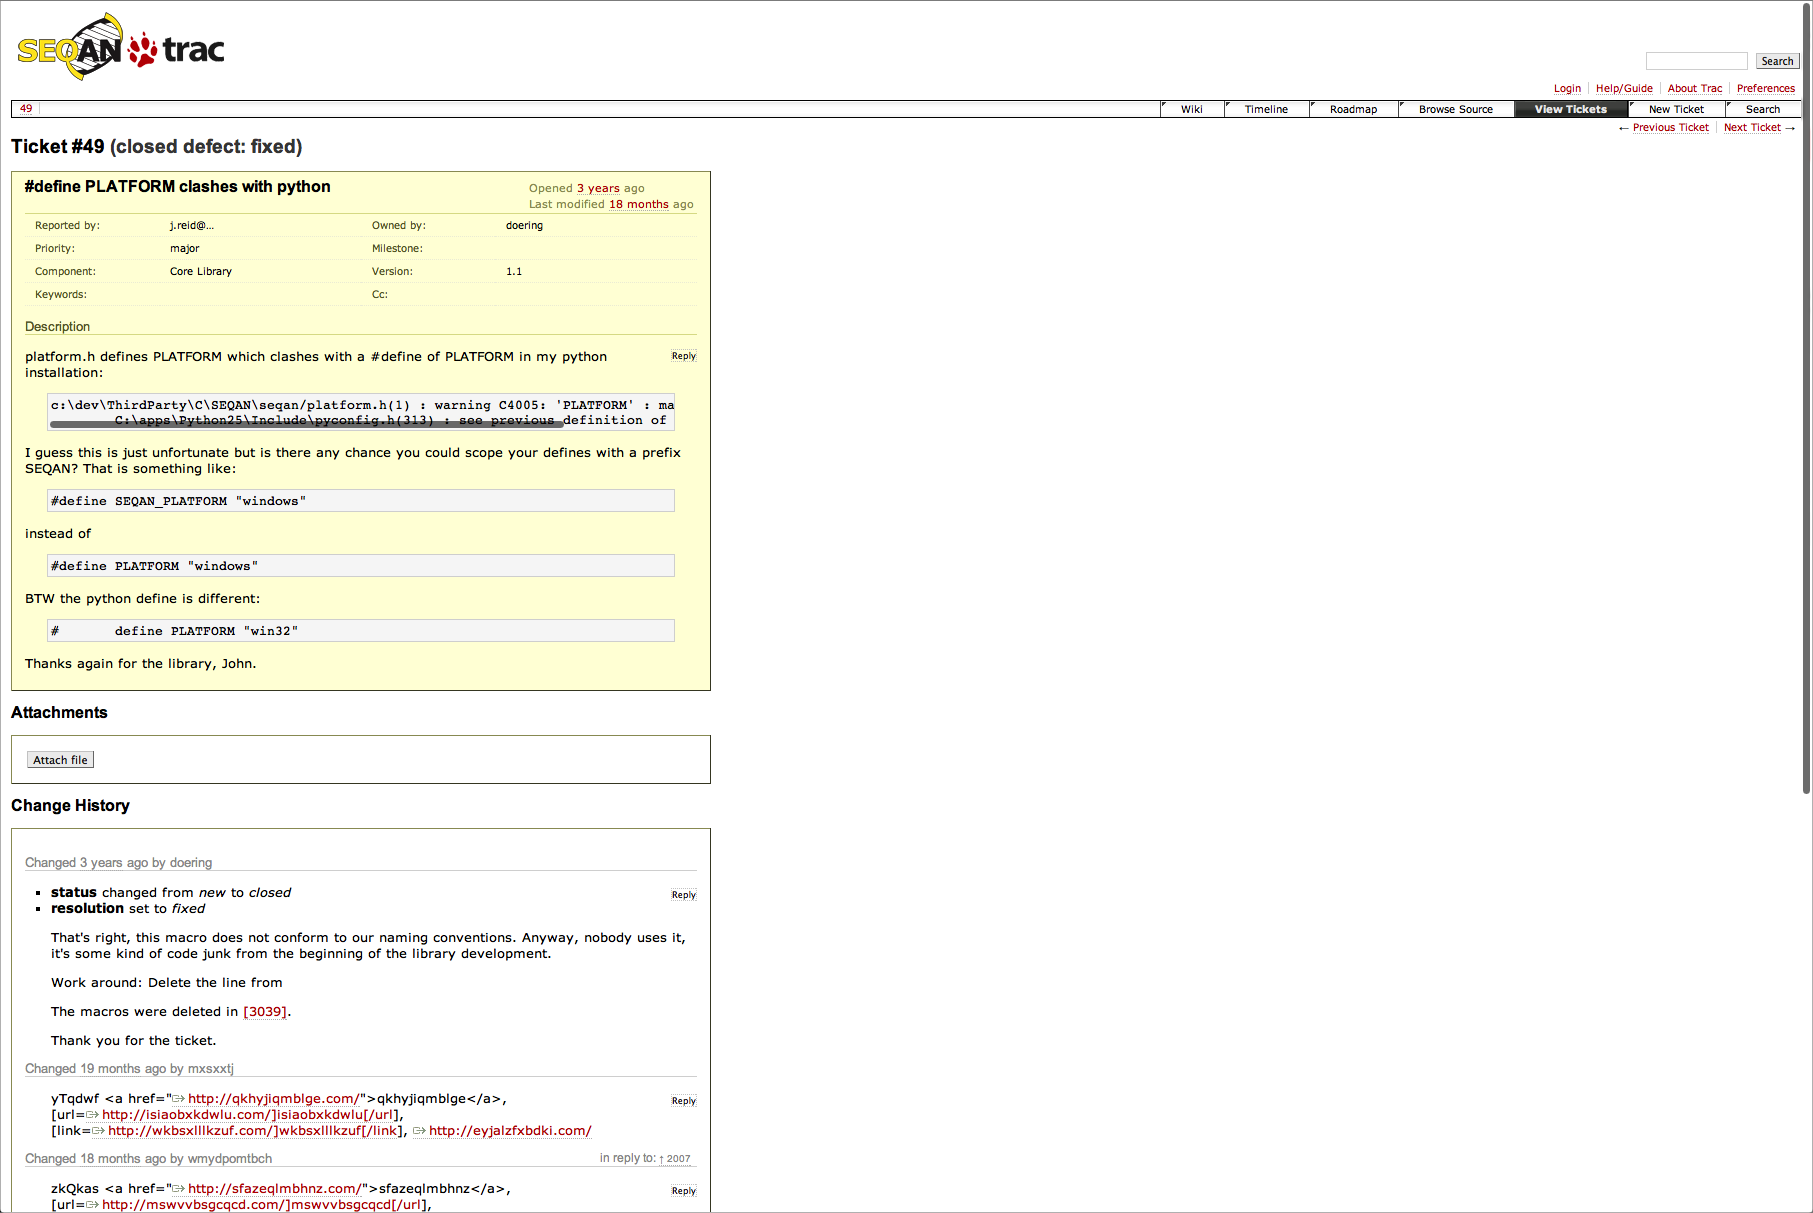 SEQAN trac
Search
Login Help/Guide About Trac Preferences
49 Wiki Timeline Roadmap Browse Source View Tickets New Ticket Search
← Previous Ticket Next Ticket →
Ticket #49 (closed defect: fixed)
#define PLATFORM clashes with python
Opened 3 years ago
Last modified 18 months ago
Reported by: j.reid@... Owned by: doering
Priority: major Milestone:
Component: Core Library Version: 1.1
Keywords: Cc:
Description
platform.h defines PLATFORM which clashes with a #define of PLATFORM in my python
installation:
Reply
c:\dev\ThirdParty\C\SEQAN\seqan/platform.h(1) : warning C4005: 'PLATFORM' : ma
C:\apps\Python25\Include\pyconfig.h(313) : see previous definition of
I guess this is just unfortunate but is there any chance you could scope your defines with a prefix
SEQAN? That is something like:
#define SEQAN_PLATFORM "windows"
instead of
#define PLATFORM "windows"
BTW the python define is different:
# define PLATFORM "win32"
Thanks again for the library, John.
Attachments
Attach file
Change History
Changed 3 years ago by doering
▪ status changed from new to closed
Reply
▪ resolution set to fixed
That's right, this macro does not conform to our naming conventions. Anyway, nobody uses it,
it's some kind of code junk from the beginning of the library development.
Work around: Delete the line from
The macros were deleted in [3039].
Thank you for the ticket.
Changed 19 months ago by mxsxxtj
yTqdwf <a href="http://qkhyjiqmblge.com/">qkhyjiqmblge</a>,
Reply
[url=http://isiaobxkdwlu.com/]isiaobxkdwlu[/url],
[link=http://wkbsxlllkzuf.com/]wkbsxlllkzuf[/link], http://eyjalzfxbdki.com/
Changed 18 months ago by wmydpomtbch in reply to: ↑ 2007
zkQkas <a href="http://sfazeqlmbhnz.com/">sfazeqlmbhnz</a>,
Reply
[url=http://mswvvbsgcqcd.com/]mswvvbsgcqcd[/url],